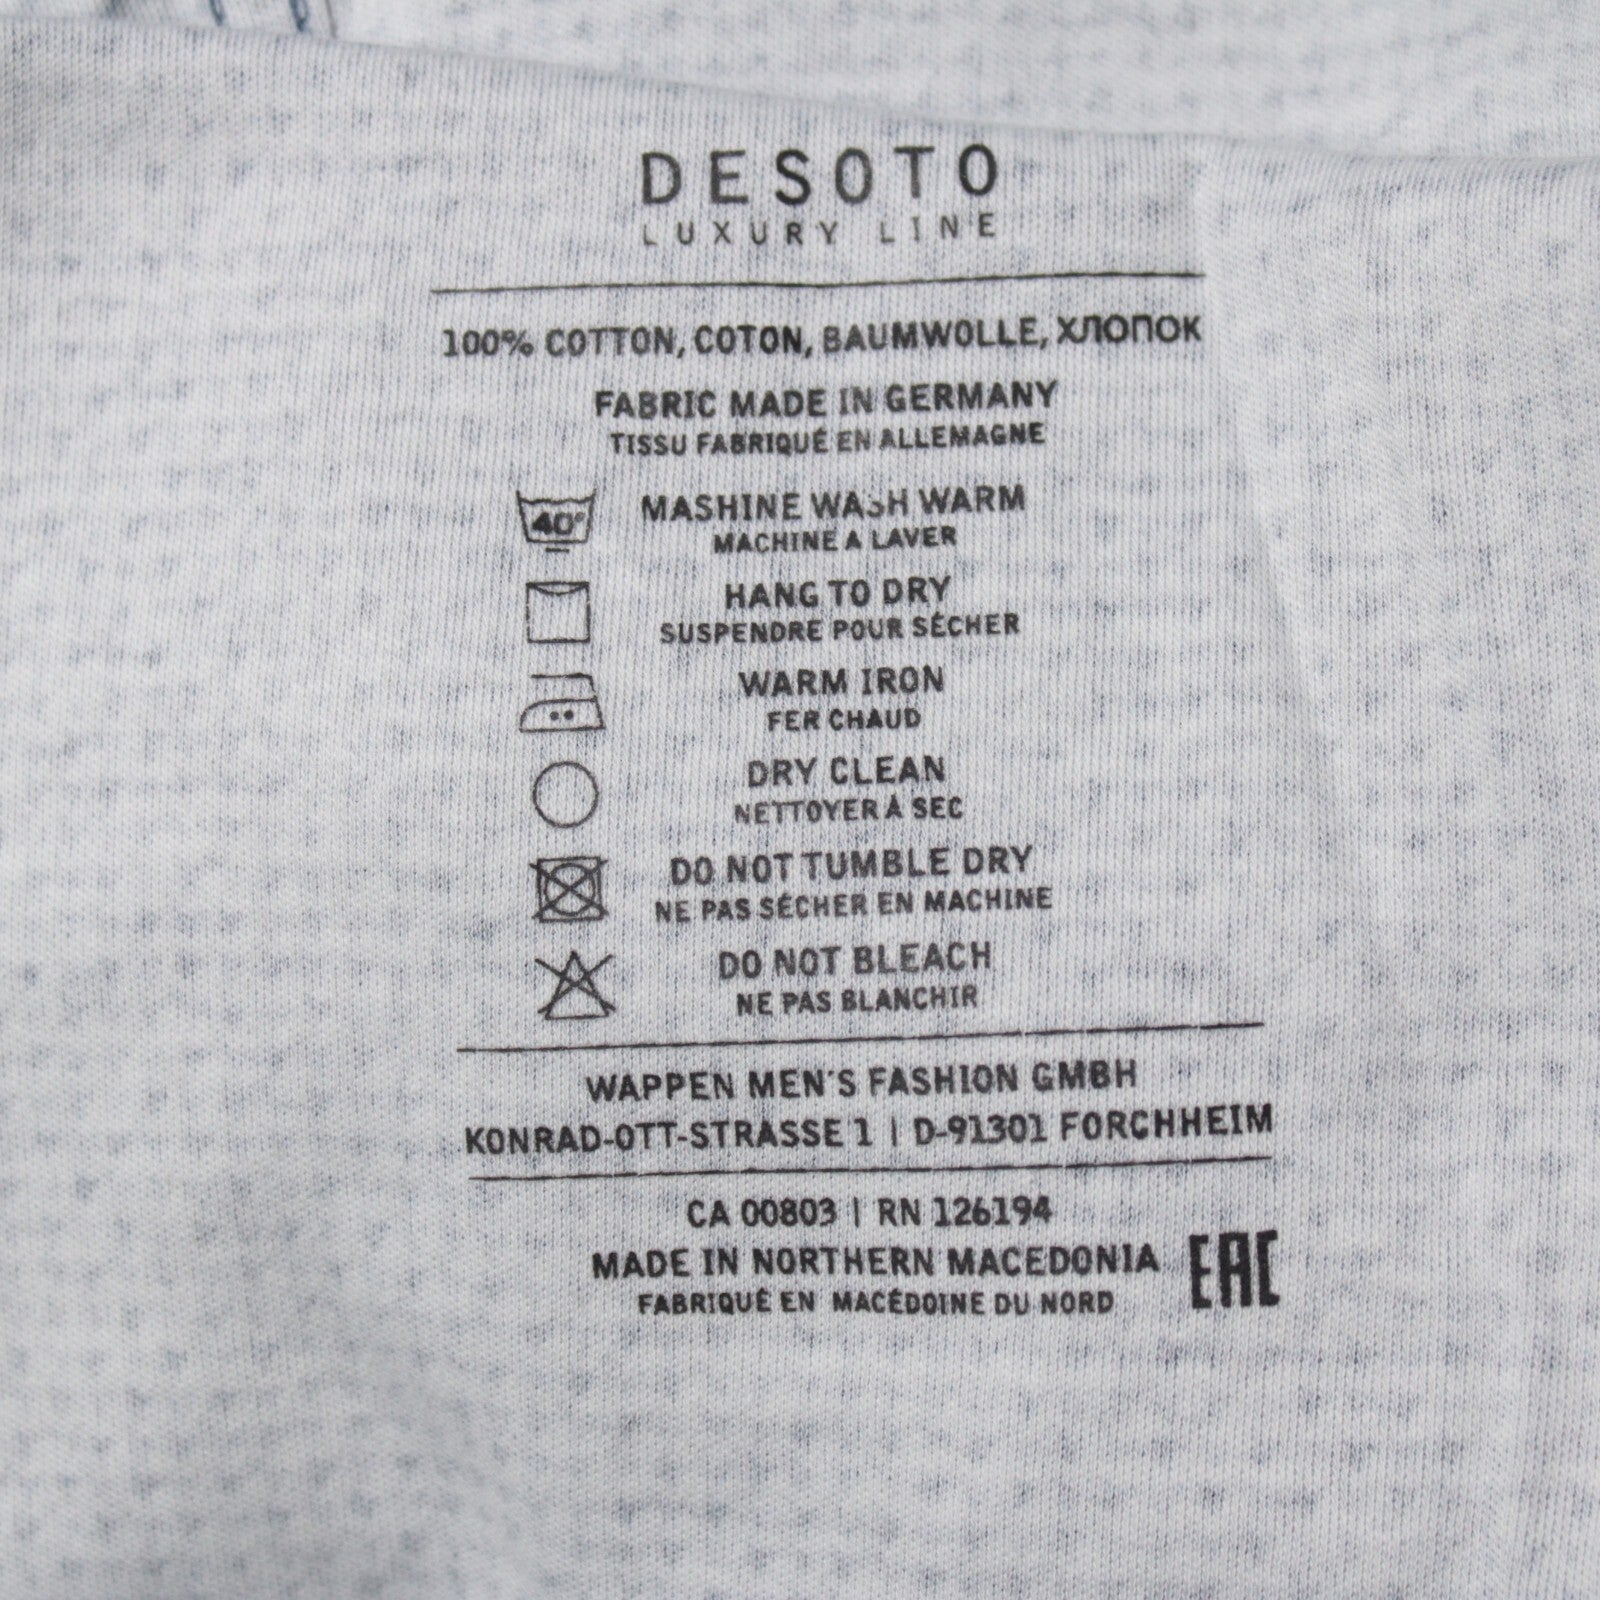 DESOTO
LUXURY LINE
100% COTTON, COTON, BAUMWOLLE, ХЛОПОК
FABRIC MADE IN GERMANY
TISSU FABRIQUÉ EN ALLEMAGNE
40°
MASHINE WASH WARM
MACHINE A LAVER
HANG TO DRY
SUSPENDRE POUR SÉCHER
WARM IRON
FER CHAUD
DRY CLEAN
NETTOYER À SEC
DO NOT TUMBLE DRY
NE PAS SÉCHER EN MACHINE
DO NOT BLEACH
NE PAS BLANCHIR
WAPPEN MEN'S FASHION GMBH
KONRAD-OTT-STRASSE 1 | D-91301 FORCHHEIM
CA 00803 | RN 126194
MADE IN NORTHERN MACEDONIA
FABRIQUÉ EN MACÉDOINE DU NORD
EAC